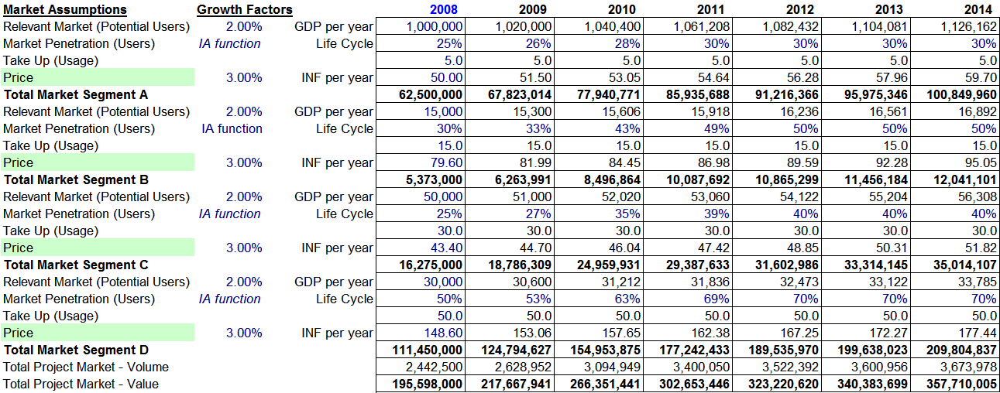 Market Assumptions Growth Factors 2008 2009 2010 2011 2012 2013 2014
Relevant Market (Potential Users) 2.00% GDP per year 1,000,000 1,020,000 1,040,400 1,061,208 1,082,432 1,104,081 1,126,162
Market Penetration (Users) IA function Life Cycle 25% 26% 28% 30% 30% 30% 30%
Take Up (Usage) 5.0 5.0 5.0 5.0 5.0 5.0 5.0
Price 3.00% INF per year 50.00 51.50 53.05 54.64 56.28 57.96 59.70
Total Market Segment A 62,500,000 67,823,014 77,940,771 85,935,688 91,216,366 95,975,346 100,849,960
Relevant Market (Potential Users) 2.00% GDP per year 15,000 15,300 15,606 15,918 16,236 16,561 16,892
Market Penetration (Users) IA function Life Cycle 30% 33% 43% 49% 50% 50% 50%
Take Up (Usage) 15.0 15.0 15.0 15.0 15.0 15.0 15.0
Price 3.00% INF per year 79.60 81.99 84.45 86.98 89.59 92.28 95.05
Total Market Segment B 5,373,000 6,263,991 8,496,864 10,087,692 10,865,299 11,456,184 12,041,101
Relevant Market (Potential Users) 2.00% GDP per year 50,000 51,000 52,020 53,060 54,122 55,204 56,308
Market Penetration (Users) IA function Life Cycle 25% 27% 35% 39% 40% 40% 40%
Take Up (Usage) 30.0 30.0 30.0 30.0 30.0 30.0 30.0
Price 3.00% INF per year 43.40 44.70 46.04 47.42 48.85 50.31 51.82
Total Market Segment C 16,275,000 18,786,309 24,959,931 29,387,633 31,602,986 33,314,145 35,014,107
Relevant Market (Potential Users) 2.00% GDP per year 30,000 30,600 31,212 31,836 32,473 33,122 33,785
Market Penetration (Users) IA function Life Cycle 50% 53% 63% 69% 70% 70% 70%
Take Up (Usage) 50.0 50.0 50.0 50.0 50.0 50.0 50.0
Price 3.00% INF per year 148.60 153.06 157.65 162.38 167.25 172.27 177.44
Total Market Segment D 111,450,000 124,794,627 154,953,875 177,242,433 189,535,970 199,638,023 209,804,837
Total Project Market - Volume 2,442,500 2,628,952 3,094,949 3,400,050 3,522,392 3,600,956 3,673,978
Total Project Market - Value 195,598,000 217,667,941 266,351,441 302,653,446 323,220,620 340,383,699 357,710,005